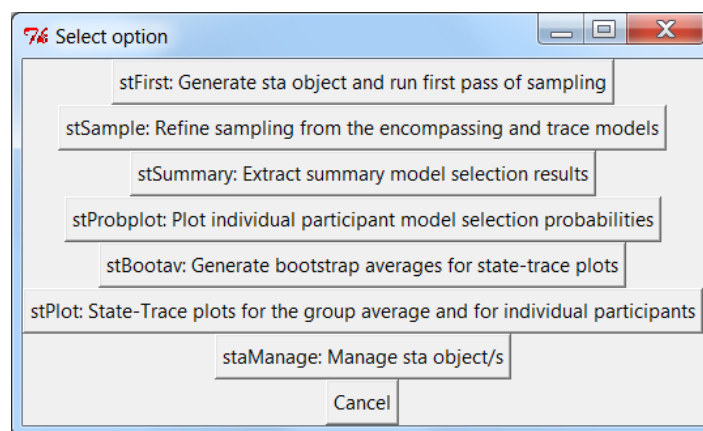 Select option
stFirst: Generate sta object and run first pass of sampling
stSample: Refine sampling from the encompassing and trace models
stSummary: Extract summary model selection results
stProbplot: Plot individual participant model selection probabilities
stBootav: Generate bootstrap averages for state-trace plots
stPlot: State-Trace plots for the group average and for individual participants
staManage: Manage sta object/s
Cancel